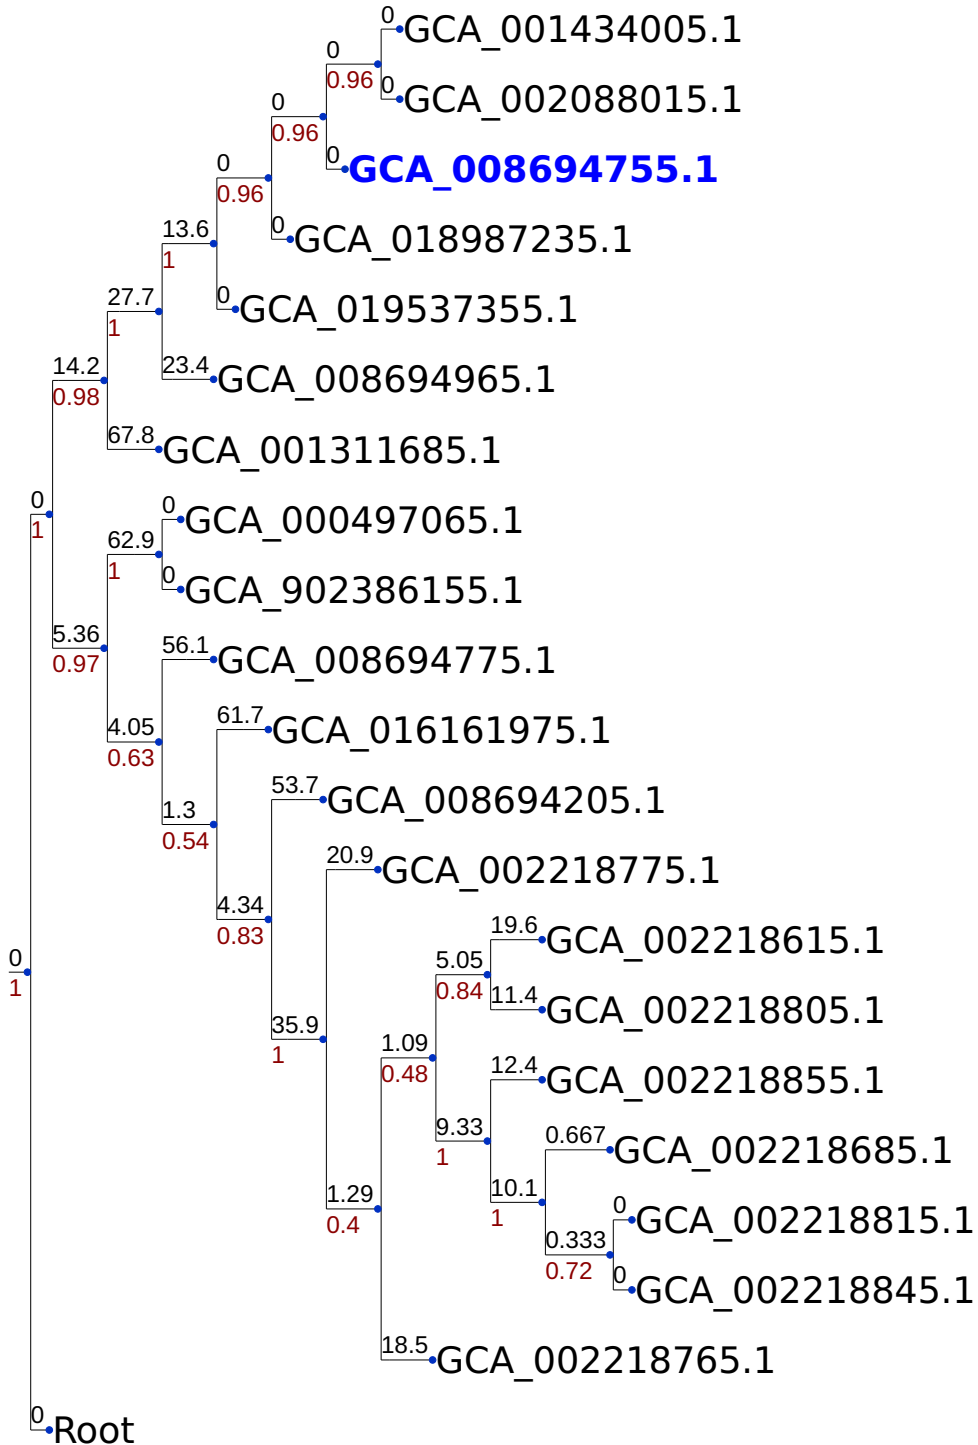 0
GCA_001434005.1
0
0.96
0
GCA_002088015.1
0
0.96
0
GCA_008694755.1
0
0.96
0
GCA_018987235.1
13.6
1
0
GCA_019537355.1
27.7
1
23.4
GCA_008694965.1
14.2
0.98
67.8
GCA_001311685.1
0
1
0
GCA_000497065.1
62.9
1
0
GCA_902386155.1
5.36
0.97
56.1
GCA_008694775.1
4.05
0.63
61.7
GCA_016161975.1
1.3
0.54
53.7
GCA_008694205.1
4.34
0.83
20.9
GCA_002218775.1
19.6
GCA_002218615.1
0
1
5.05
0.84
11.4
GCA_002218805.1
35.9
1
1.09
0.48
12.4
GCA_002218855.1
9.33
1
0.667
GCA_002218685.1
10.1
1
1.29
0.4
0
GCA_002218815.1
0.333
0.72
0
GCA_002218845.1
18.5
GCA_002218765.1
0
Root